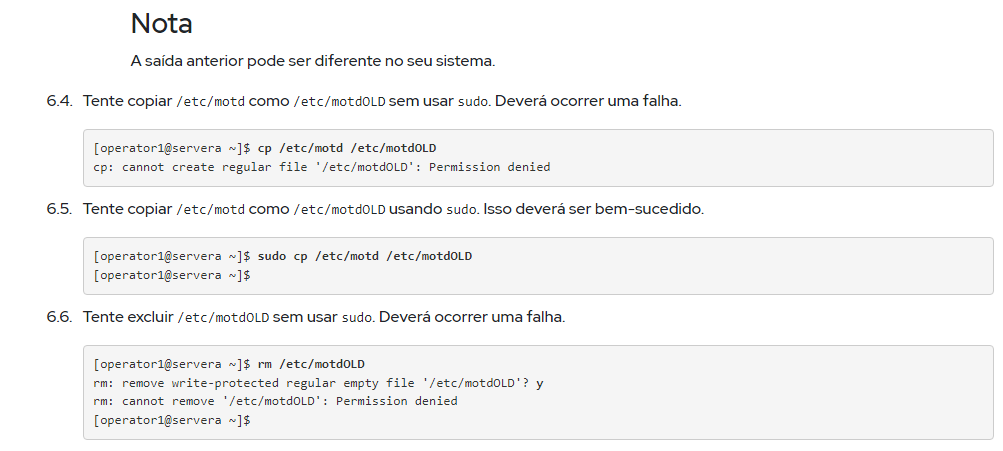 Nota
A saída anterior pode ser diferente no seu sistema.
6.4. Tente copiar /etc/motd como /etc/motdOLD sem usar sudo. Deverá ocorrer uma falha.
[operator1@servera ~]$ cp /etc/motd /etc/motdOLD
cp: cannot create regular file '/etc/motdOLD': Permission denied
6.5. Tente copiar /etc/motd como /etc/motdOLD usando sudo. Isso deverá ser bem-sucedido.
[operator1@servera ~]$ sudo cp /etc/motd /etc/motdOLD
[operator1@servera ~]$
6.6. Tente excluir /etc/motdOLD sem usar sudo. Deverá ocorrer uma falha.
[operator1@servera ~]$ rm /etc/motdOLD
rm: remove write-protected regular empty file '/etc/motdOLD'? y
rm: cannot remove '/etc/motdOLD': Permission denied
[operator1@servera ~]$